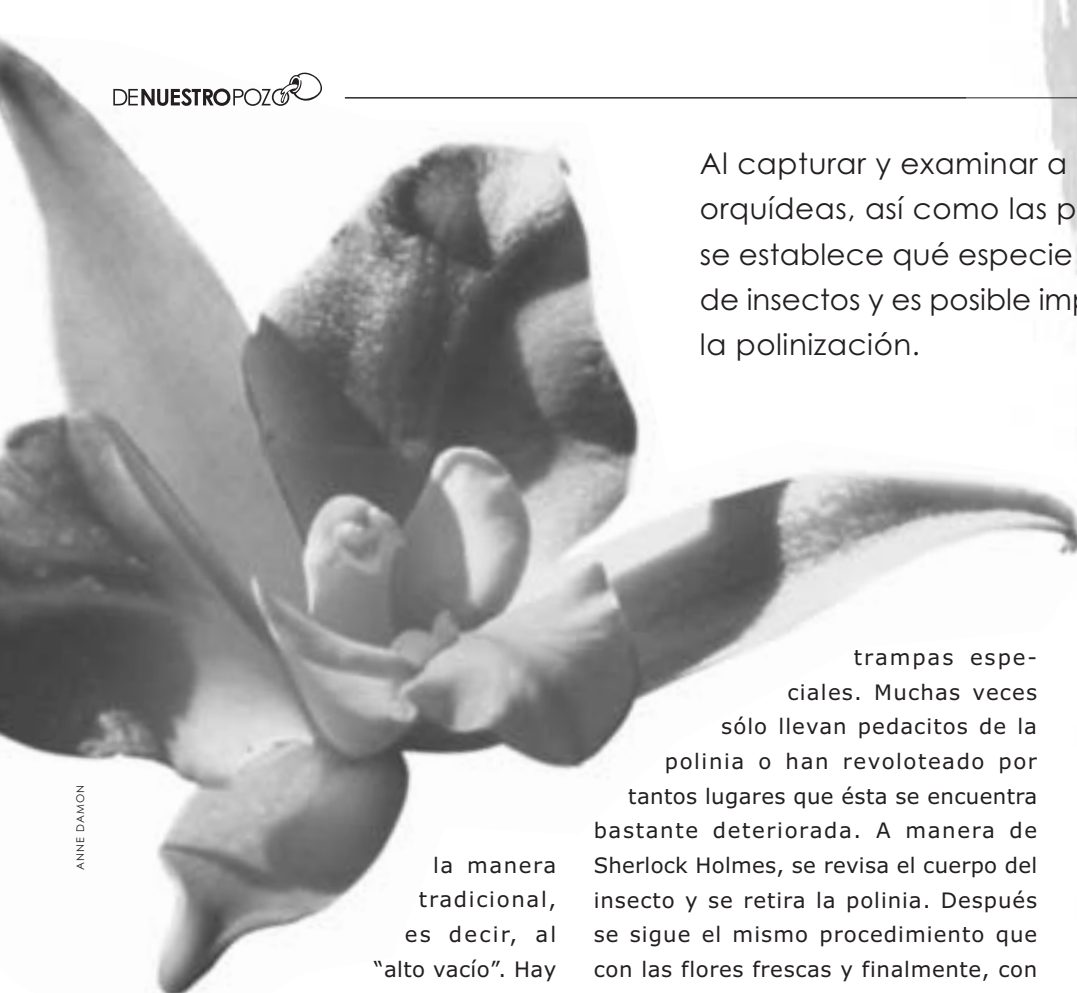 DENUESTROPOZO
Al capturar y examinar a
orquídeas, así como las p
se establece qué especie
de insectos y es posible imp
la polinización.
ANNE DAMON
la manera
tradicional,
es decir, al
“alto vacío”. Hay
trampas espe-
ciales. Muchas veces
sólo llevan pedacitos de la
polinia o han revoloteado por
tantos lugares que ésta se encuentra
bastante deteriorada. A manera de
Sherlock Holmes, se revisa el cuerpo del
insecto y se retira la polinia. Después
se sigue el mismo procedimiento que
con las flores frescas y finalmente, con